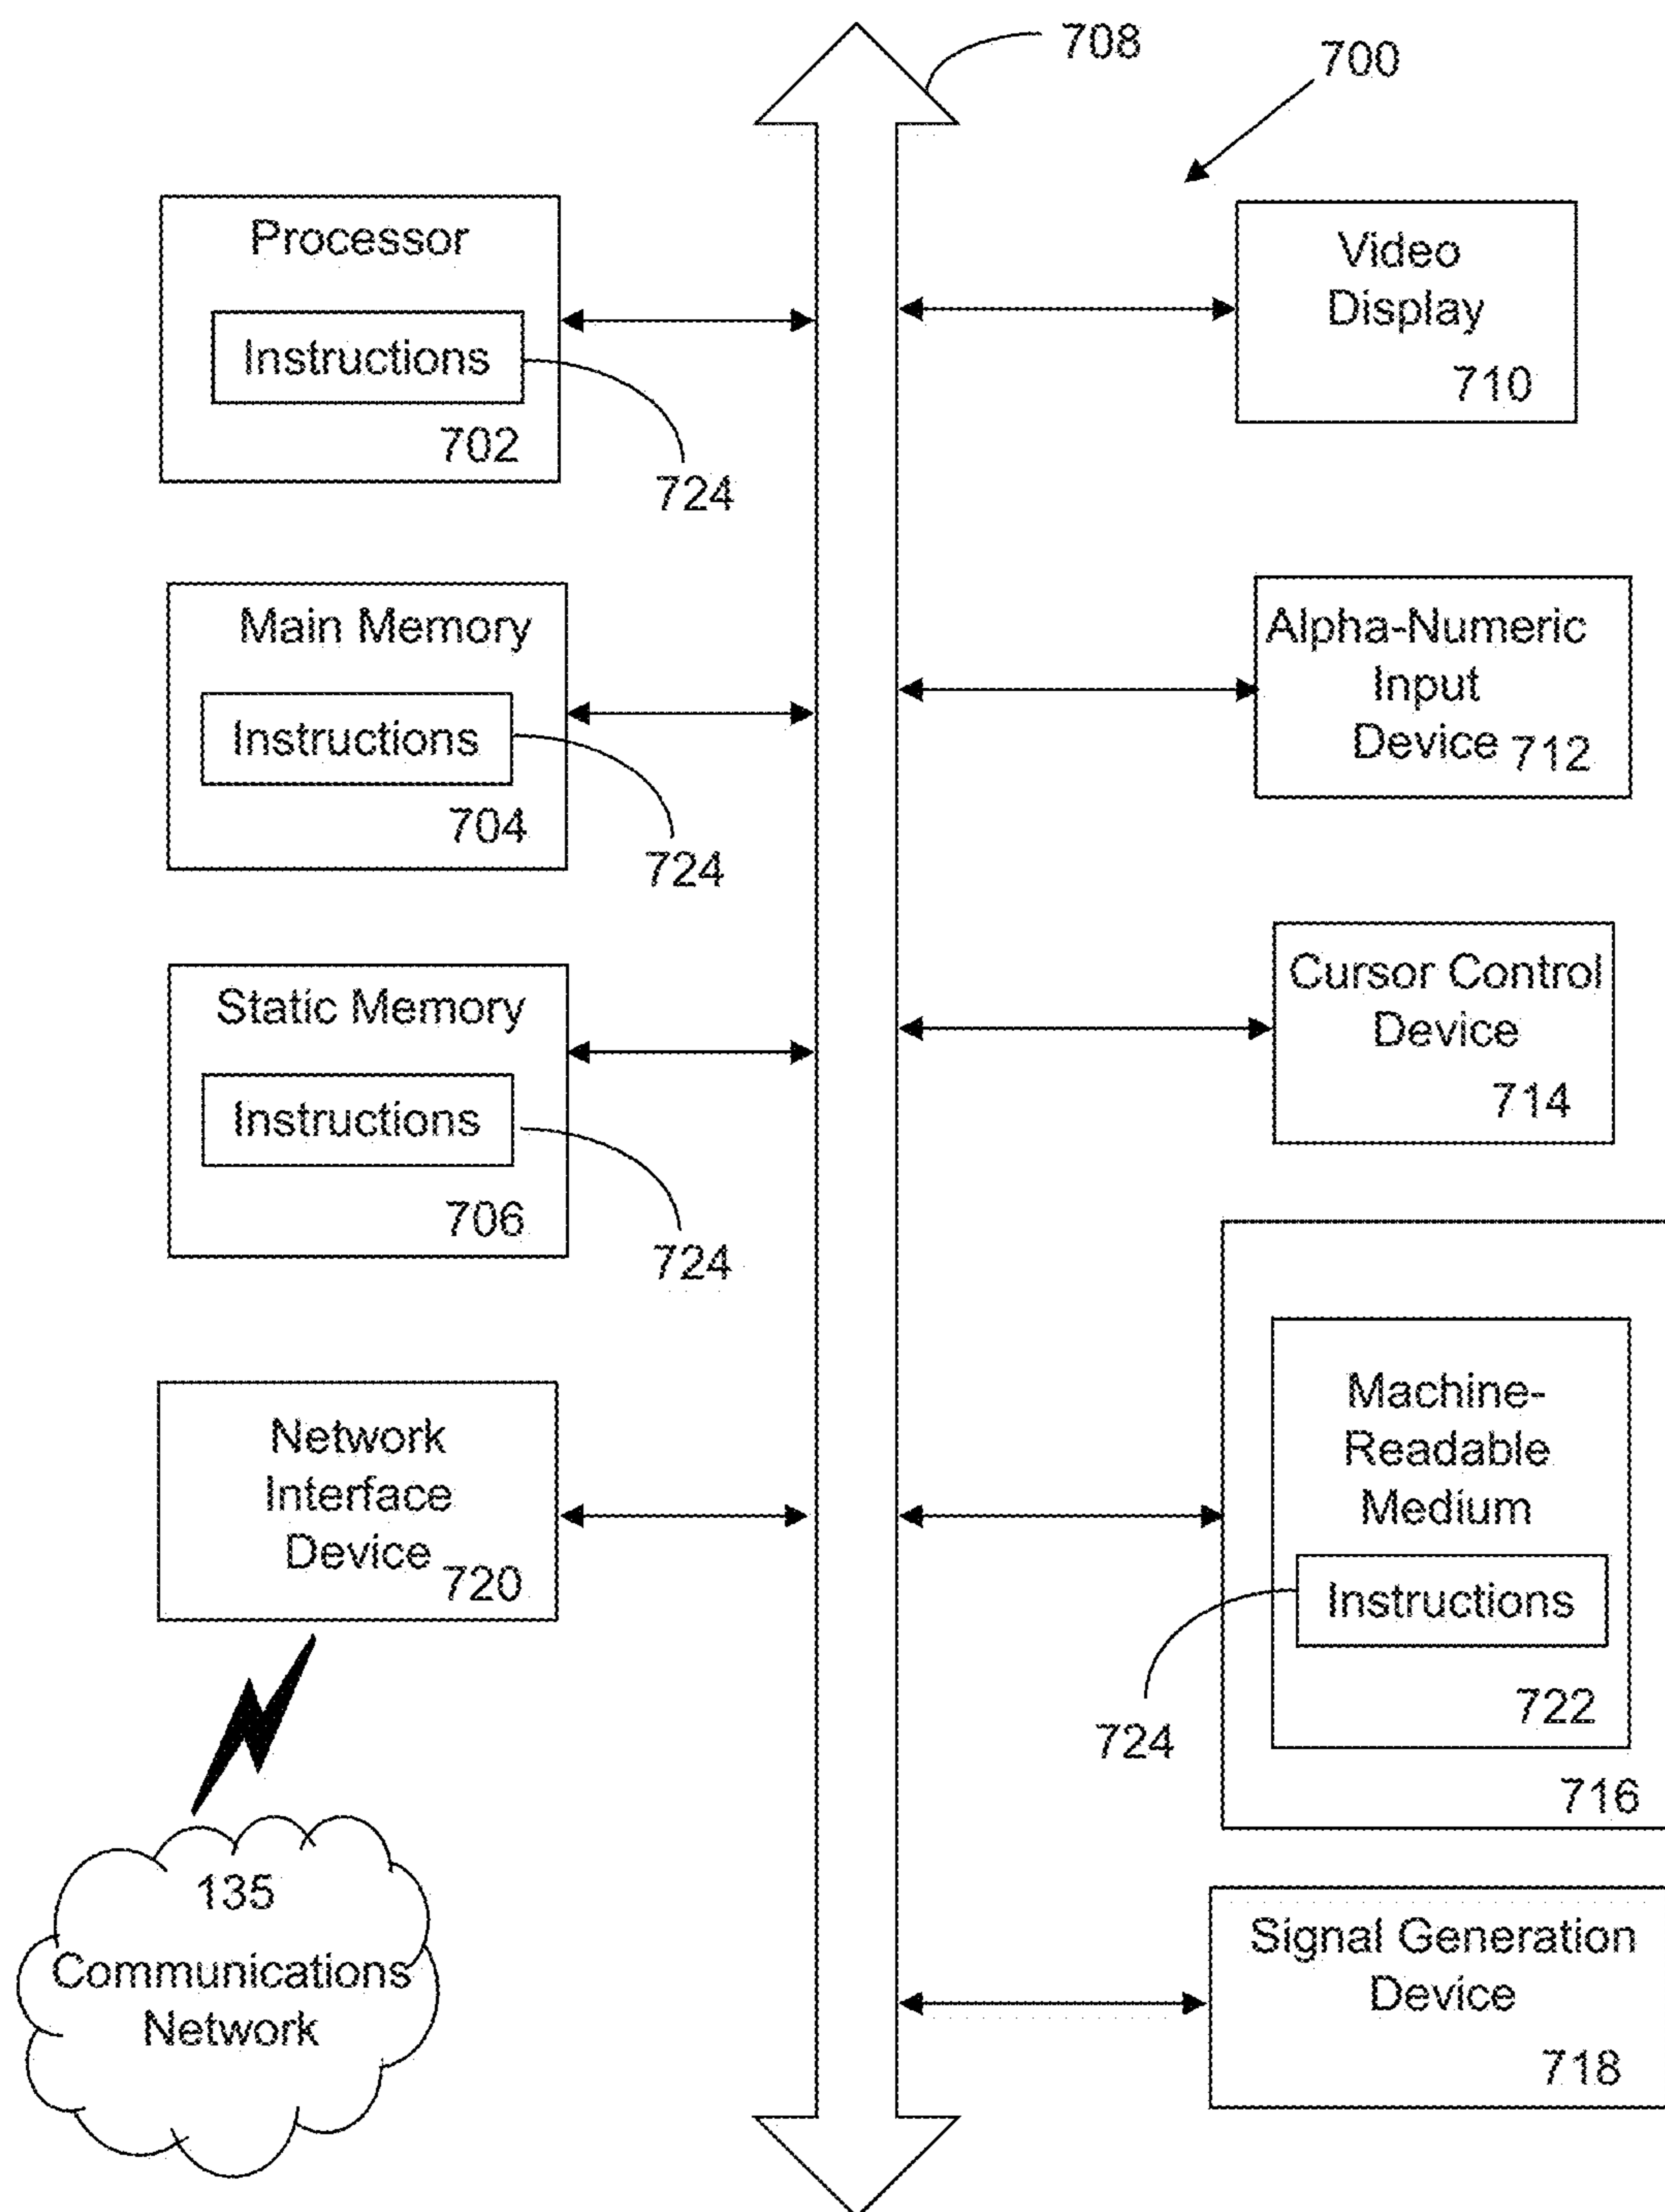 708
700
Processor
Instructions
702
724
Video
Display
710
Main Memory
Instructions
704
724
Alpha-Numeric
Input
Device 712
Static Memory
Instructions
706
724
Cursor Control
Device
714
Network
Interface
Device
720
Machine-
Readable
Medium
Instructions
722
724
716
135
Communications
Network
Signal Generation
Device
718